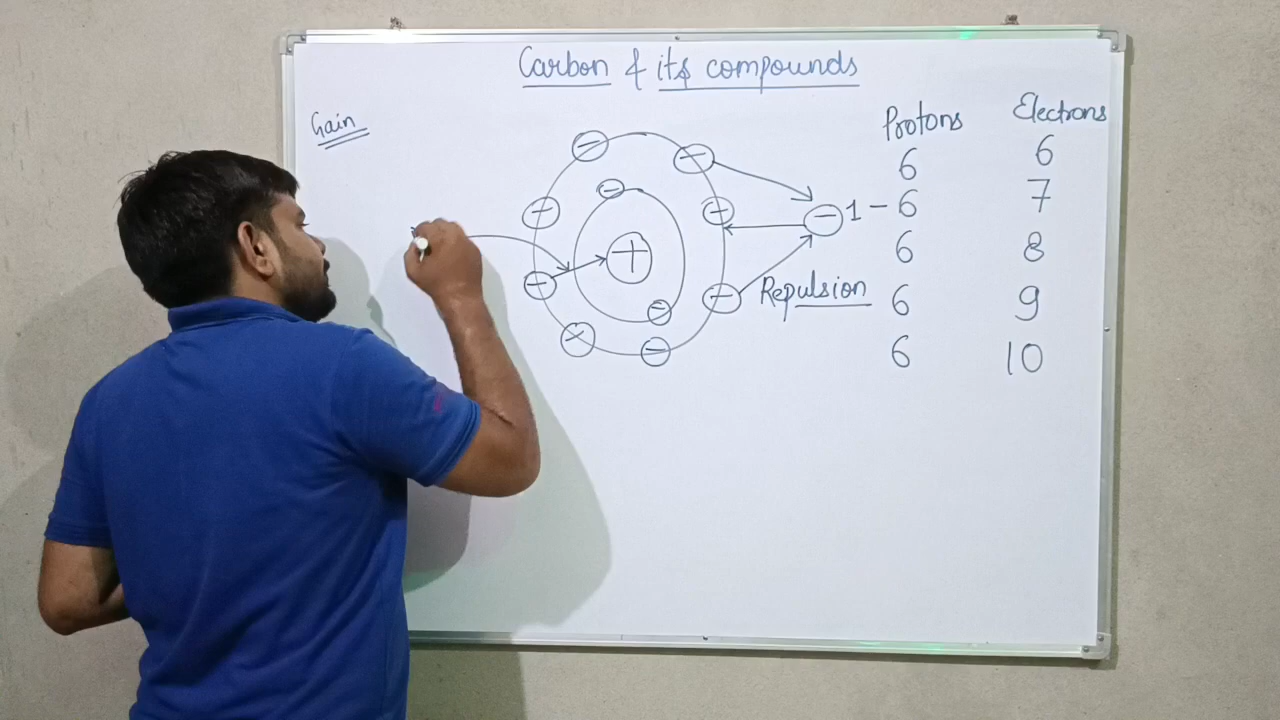 Carbon & its compounds
Gain
Protons Electrons
6 6
1 - 6 7
6 8
Repulsion 6 9
6 10
+
− − − − − − − − − − −